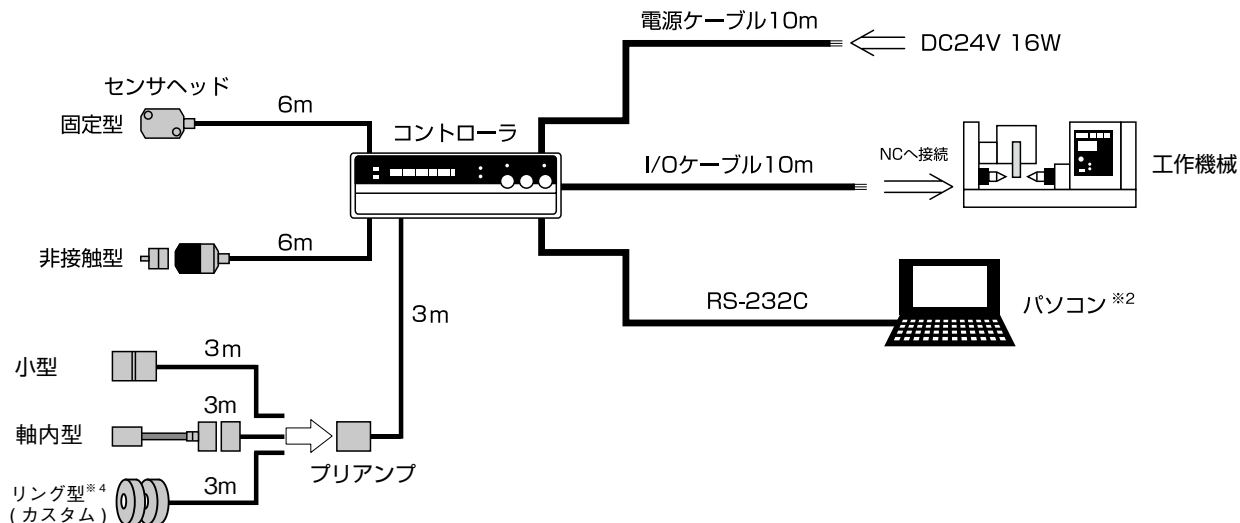 電源ケーブル10m
DC24V 16W
センサヘッド
固定型
6m
コントローラ
I/Oケーブル10m
NCへ接続
工作機械
非接触型
6m
3m
RS-232C
パソコン※2
小型
3m
軸内型
3m
プリアンプ
リング型※4
(カスタム)
3m